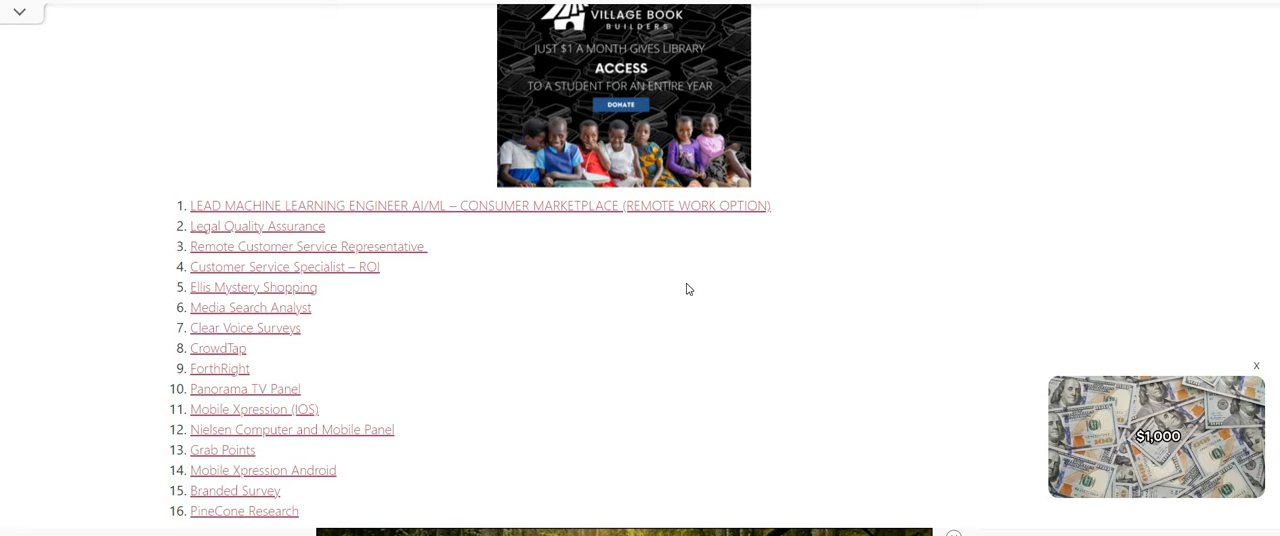 VILLAGE BOOK
BUILDERS
JUST $1 A MONTH GIVES LIBRARY
ACCESS
TO A STUDENT FOR AN ENTIRE YEAR
DONATE
1. LEAD MACHINE LEARNING ENGINEER AI/ML – CONSUMER MARKETPLACE (REMOTE WORK OPTION)
2. Legal Quality Assurance
3. Remote Customer Service Representative
4. Customer Service Specialist – ROI
5. Ellis Mystery Shopping
6. Media Search Analyst
7. Clear Voice Surveys
8. CrowdTap
9. ForthRight
10. Panorama TV Panel
11. Mobile Xpression (IOS)
12. Nielsen Computer and Mobile Panel
13. Grab Points
14. Mobile Xpression Android
15. Branded Survey
16. PineCone Research
X
$1,000